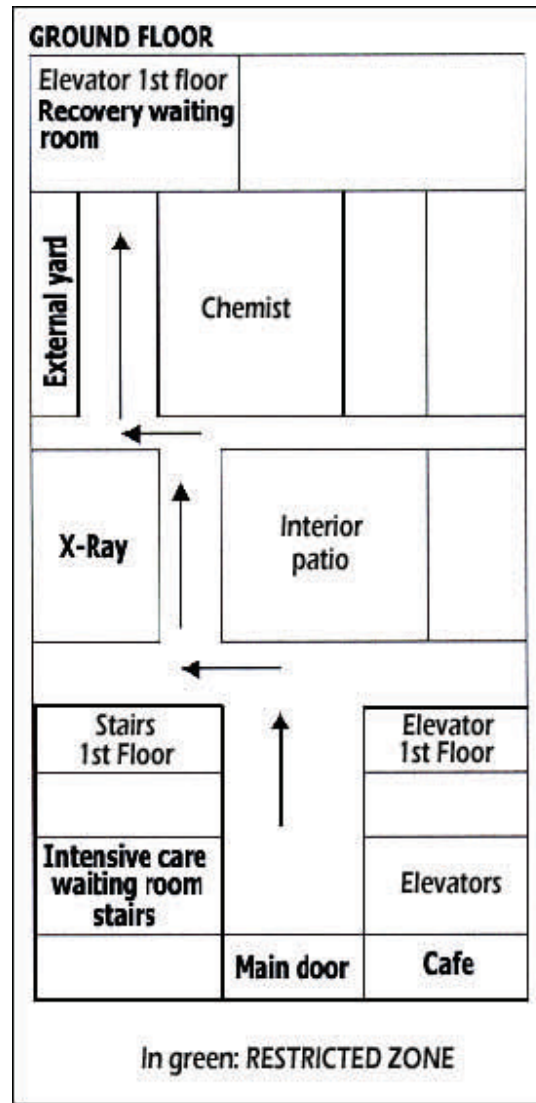 GROUND FLOOR
Elevator 1st floor
Recovery waiting
room
External yard
Chemist
X-Ray
Interior
patio
Stairs
1st Floor
Elevator
1st Floor
Intensive care
waiting room
stairs
Elevators
Main door
Cafe
In green: RESTRICTED ZONE